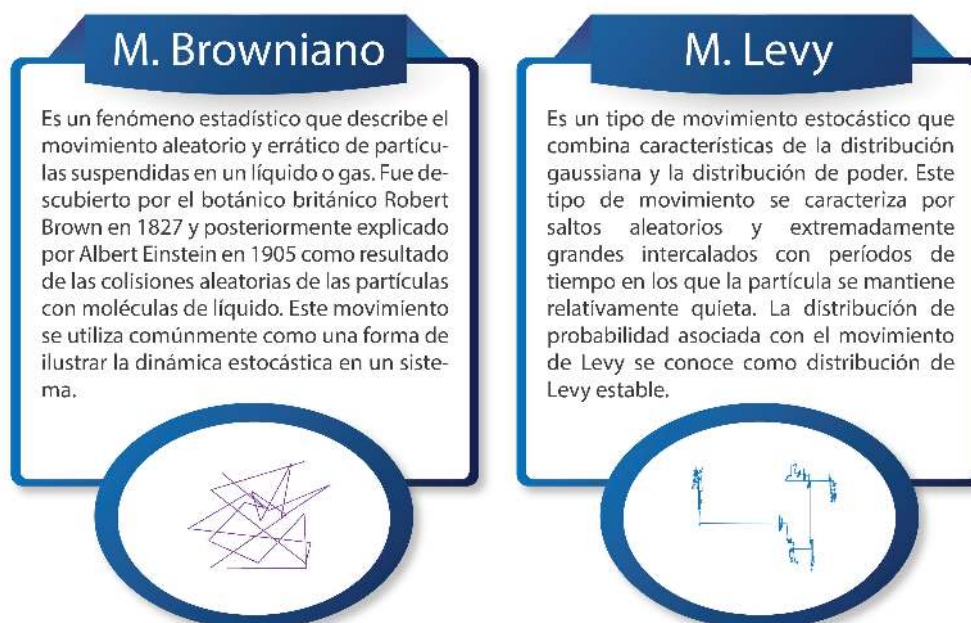 M. Browniano
Es un fenómeno estadístico que describe el
movimiento aleatorio y errático de partícu-
las suspendidas en un líquido o gas. Fue de-
scubierto por el botánico británico Robert
Brown en 1827 y posteriormente explicado
por Albert Einstein en 1905 como resultado
de las colisiones aleatorias de las partículas
con moléculas de líquido. Este movimiento
se utiliza comúnmente como una forma de
ilustrar la dinámica estocástica en un siste-
ma.
M. Levy
Es un tipo de movimiento estocástico que
combina características de la distribución
gaussiana y la distribución de poder. Este
tipo de movimiento se caracteriza por
saltos aleatorios y extremadamente
grandes intercalados con períodos de
tiempo en los que la partícula se mantiene
relativamente quieta. La distribución de
probabilidad asociada con el movimiento
de Levy se conoce como distribución de
Levy estable.